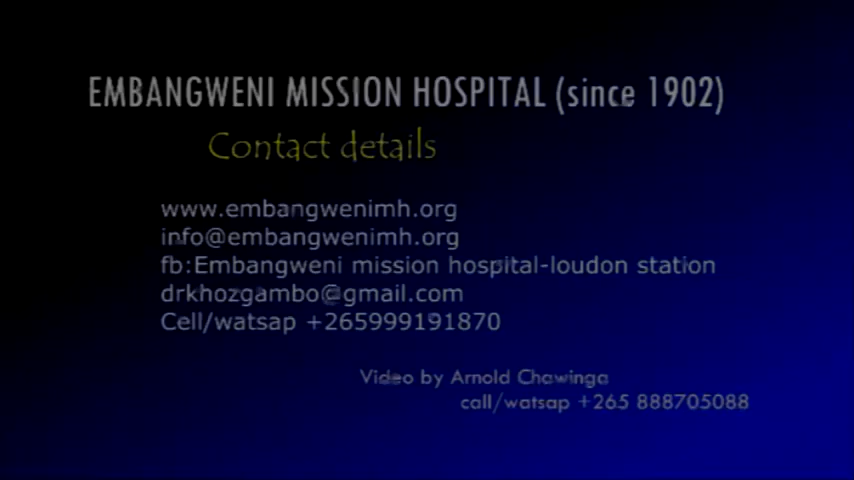 EMBANGWENI MISSION HOSPITAL (since 1902)
Contact details
www.embangwenimh.org
info@embangwenimh.org
fb:Embangweni mission hospital-loudon station
drkhozgambo@gmail.com
Cell/watsap +265999191870
Video by Arnold Chawinga
call/watsap +265 888705088